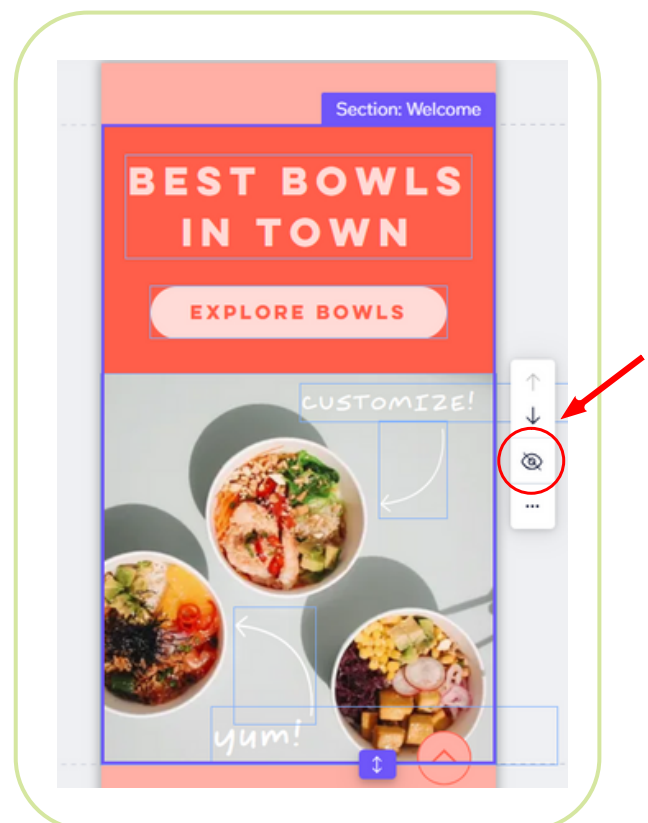 Section: Welcome
BEST BOWLS
IN TOWN
EXPLORE BOWLS
CUSTOMIZE!
yum!